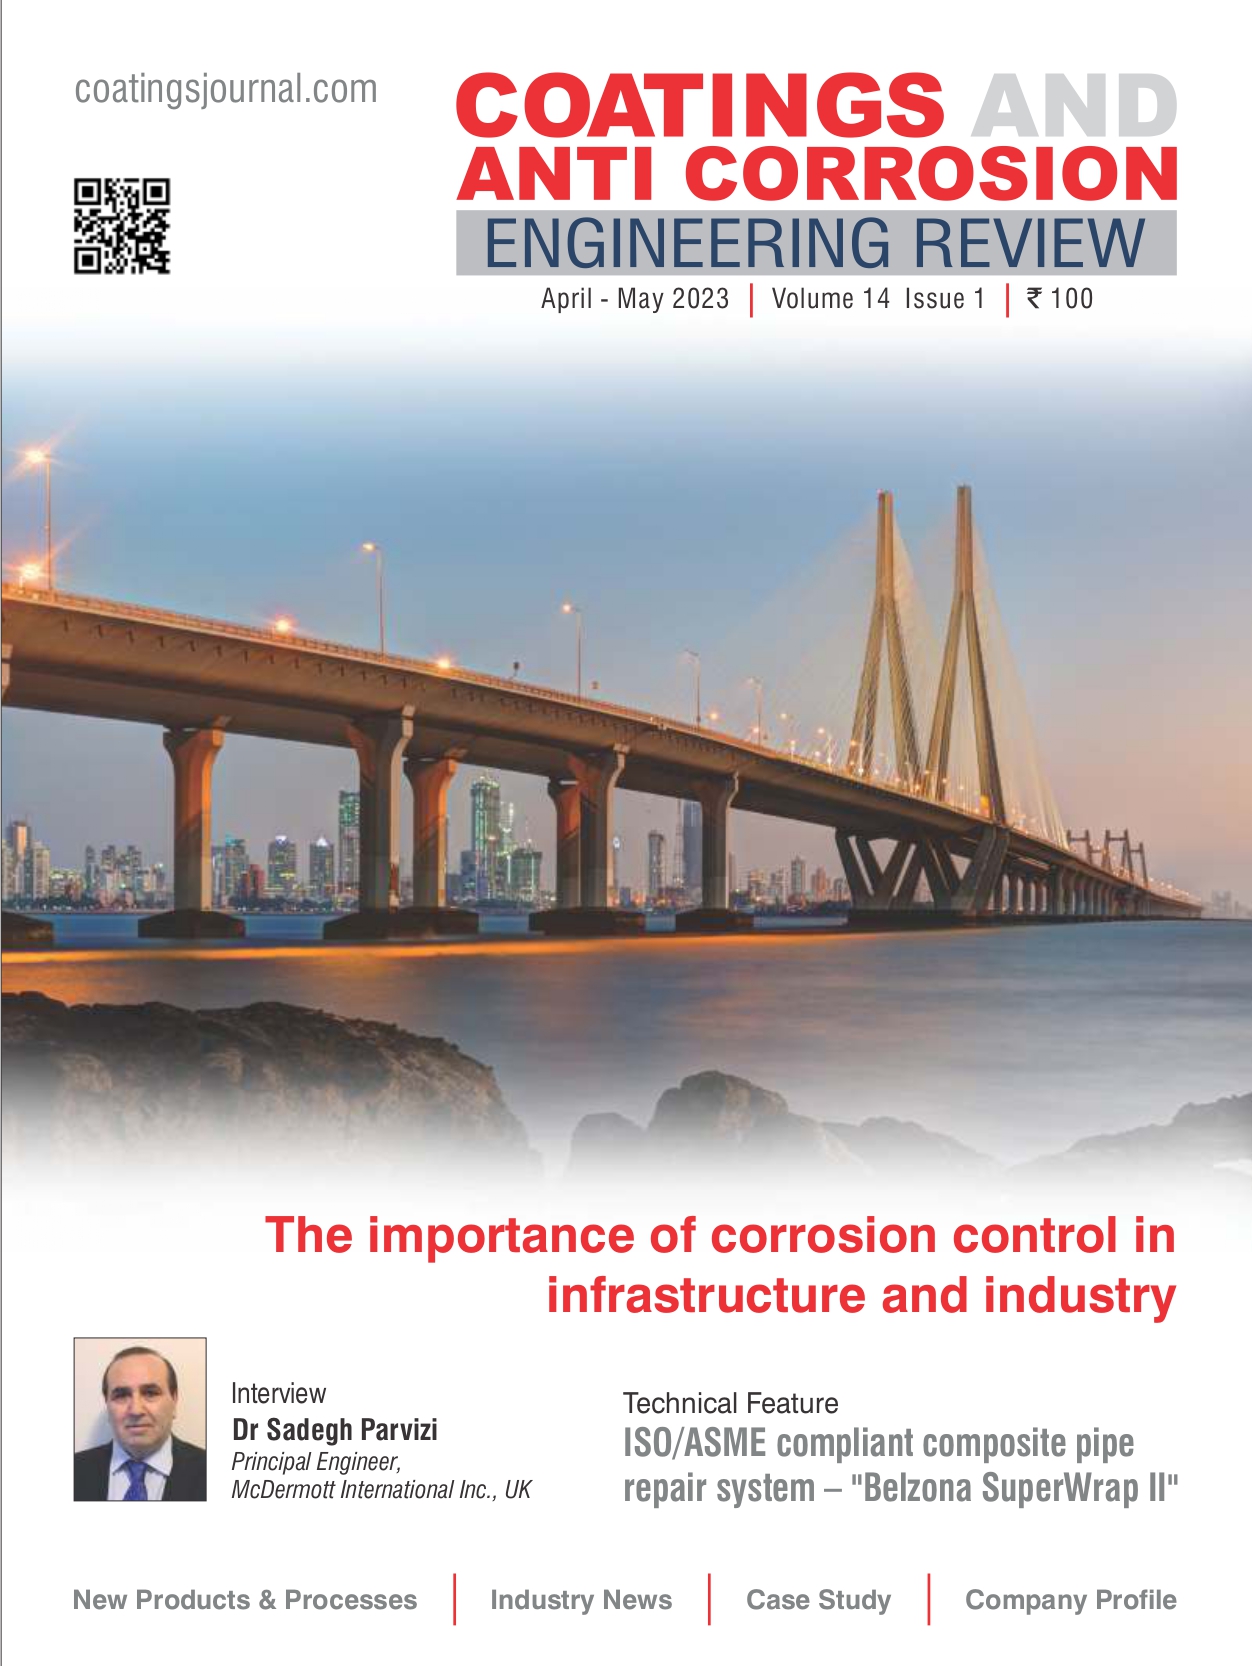 coatingsjournal.com
COATINGS AND
ANTI CORROSION
ENGINEERING REVIEW
April - May 2023 | Volume 14 Issue 1 | ₹ 100
The importance of corrosion control in
infrastructure and industry
Interview
Dr Sadegh Parvizi
Principal Engineer,
McDermott International Inc., UK
Technical Feature
ISO/ASME compliant composite pipe
repair system – "Belzona SuperWrap II"
New Products & Processes | Industry News | Case Study | Company Profile